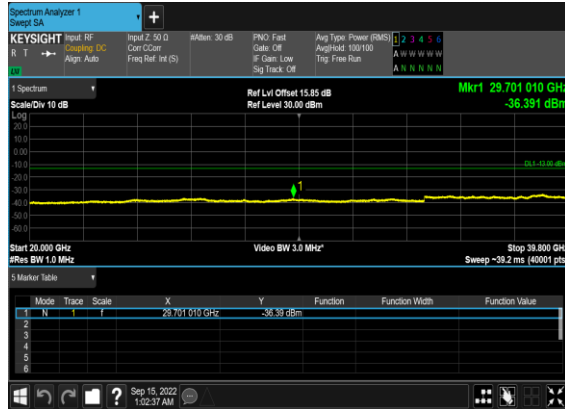 Spectrum Analyzer 1
Swept SA
+
KEYSIGHT Input: RF Input Z: 50 Ω #Atten: 30 dB PNO: Fast Avg Type: Power (RMS) 1 2 3 4 5 6
R T Coupling: DC Corr CCorr Gate: Off Avg|Hold: 100/100 A W W W W W
Align: Auto Freq Ref: Int (S) IF Gain: Low Trig: Free Run
Sig Track: Off A N N N N N
1 Spectrum Ref Lvl Offset 15.85 dB Mkr1 29.701 010 GHz
Scale/Div 10 dB Ref Level 30.00 dBm -36.391 dBm
Log
20.0
10.0
0.00
-10.0 DL1 -13.00 dBm
-20.0
-30.0 1
-40.0
-50.0
-60.0
Start 20.000 GHz Video BW 3.0 MHz* Stop 39.800 GHz
#Res BW 1.0 MHz Sweep ~39.2 ms (40001 pts)
5 Marker Table
Mode Trace Scale X Y Function Function Width Function Value
1 N 1 f 29.701 010 GHz -36.39 dBm
2
3
4
5
6
? Sep 15, 2022
1:02:37 AM